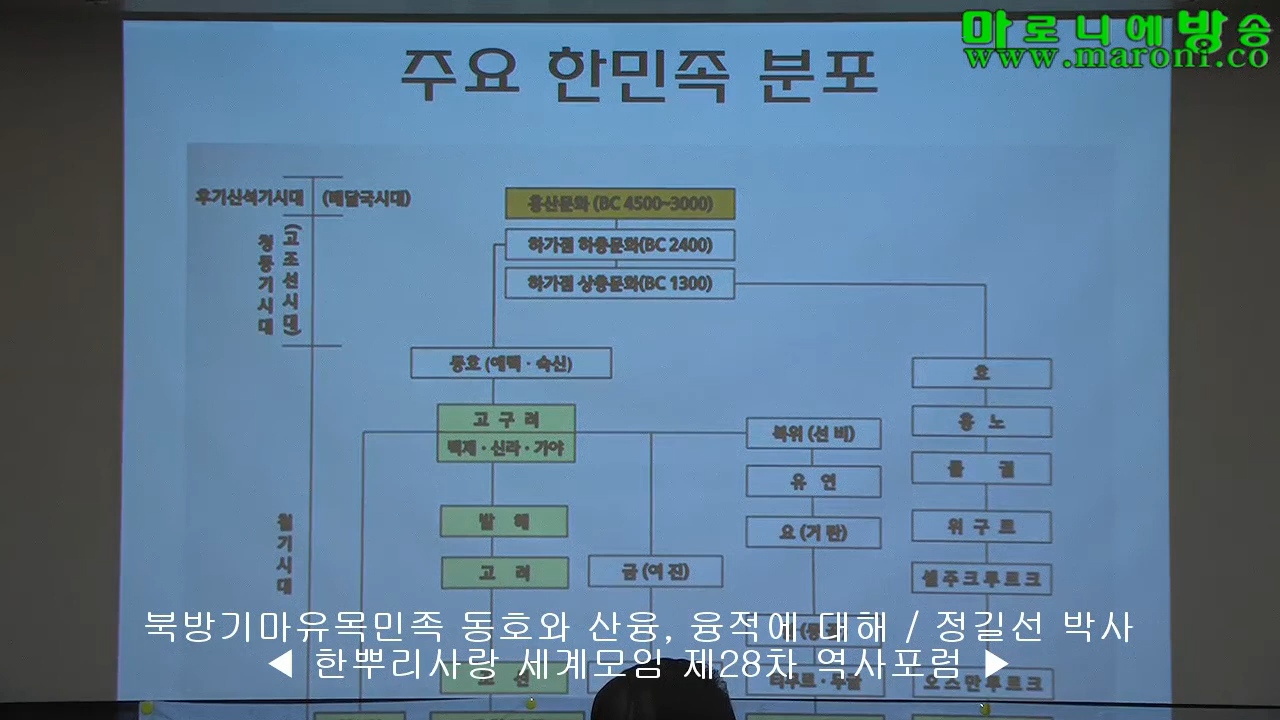 마로니에방송
www.maroni.co
주요 한민족 분포
후기신석기시대 (배달국시대)
홍산문화 (BC 4500~3000)
청동기시대
(고조선시대)
하가점 하층문화(BC 2400)
하가점 상층문화(BC 1300)
동호 (예맥·숙신)
호
고 구 려
백제·신라·가야
북위 (선 비)
흉 노
유 연
돌 궐
철기시대
발 해
요 (거 란)
위 구 르
고 려
금 (여 진)
셀주크투르크
북방기마유목민족 동호와 산융, 융적에 대해 / 정길선 박사
◀ 한뿌리사랑 세계모임 제28차 역사포럼 ▶
조 선
오스만투르크